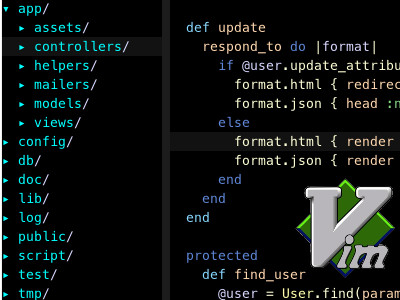 ▾ app/
▸ assets/
▸ controllers/
▸ helpers/
▸ mailers/
▸ models/
▸ views/
▸ config/
▸ db/
▸ doc/
▸ lib/
▸ log/
▸ public/
▸ script/
▸ test/
▸ tmp/
def update
respond_to do |format|
if @user.update_attribu
format.html { redirec
format.json { head :n
else
format.html { render
format.json { render
end
end
end
protected
def find_user
@user = User.find(param
Vim